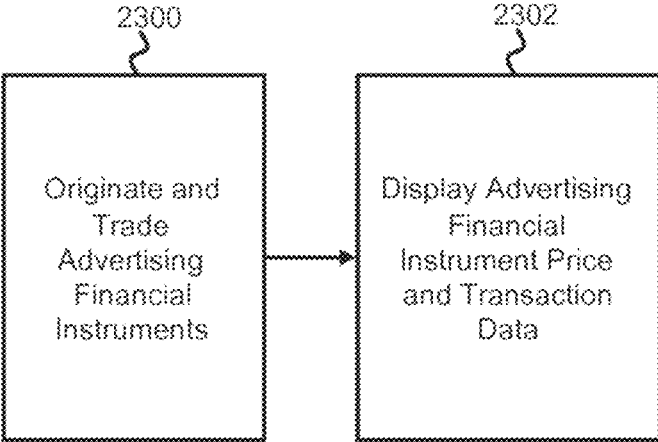 2300
2302
Originate and
Trade
Advertising
Financial
Instruments
Display Advertising
Financial
Instrument Price
and Transaction
Data